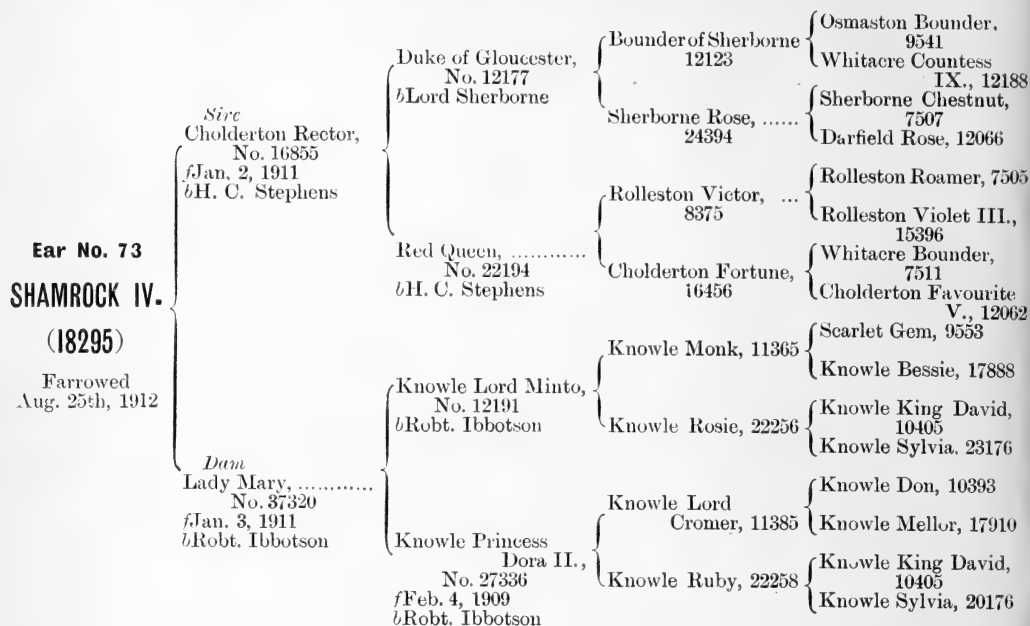 Ear No. 73
SHAMROCK IV.
(18295)
Farrowed
Aug. 25th, 1912
Sire
Cholderton Rector,
No. 16855
fJan. 2, 1911
bH. C. Stephens
Dam
Lady Mary, ............
No. 37320
fJan. 3, 1911
bRobt. Ibbotson
Duke of Gloucester,
No. 12177
bLord Sherborne
Red Queen, ............
No. 22194
bH. C. Stephens
Knowle Lord Minto,
No. 12191
bRobt. Ibbotson
Knowle Princess
Dora II.,
No. 27336
fFeb. 4, 1909
bRobt. Ibbotson
Bounder of Sherborne
12123
Sherborne Rose, ......
24394
Rolleston Victor, ...
8375
Cholderton Fortune,
16456
Knowle Monk, 11365
Knowle Rosie, 22256
Knowle Lord
Cromer, 11385
Knowle Ruby, 22258
Osmaston Bounder,
9541
Whitacre Countess
IX., 12188
Sherborne Chestnut,
7507
Darfield Rose, 12066
Rolleston Roamer, 7505
Rolleston Violet III.,
15396
Whitacre Bounder,
7511
Cholderton Favourite
V., 12062
Scarlet Gem, 9553
Knowle Bessie, 17888
Knowle King David,
10405
Knowle Sylvia, 23176
Knowle Don, 10393
Knowle Mellor, 17910
Knowle King David,
10405
Knowle Sylvia, 20176